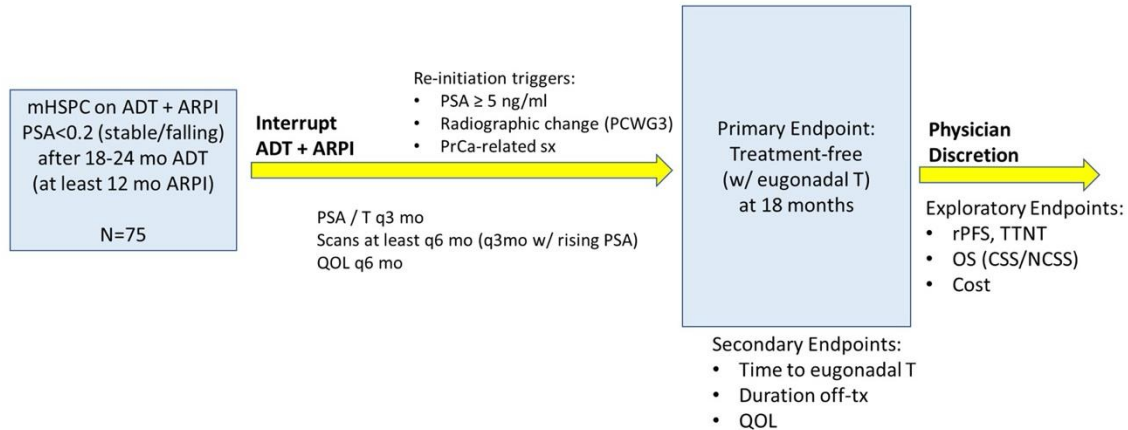 mHSPC on ADT + ARPI
PSA<0.2 (stable/falling)
after 18-24 mo ADT
(at least 12 mo ARPI)
N=75
Interrupt
ADT + ARPI
Re-initiation triggers:
• PSA ≥ 5 ng/ml
• Radiographic change (PCWG3)
• PrCa-related sx
PSA / T q3 mo
Scans at least q6 mo (q3mo w/ rising PSA)
QOL q6 mo
Primary Endpoint:
Treatment-free
(w/ eugonadal T)
at 18 months
Secondary Endpoints:
• Time to eugonadal T
• Duration off-tx
• QOL
Physician
Discretion
Exploratory Endpoints:
• rPFS, TTNT
• OS (CSS/NCSS)
• Cost